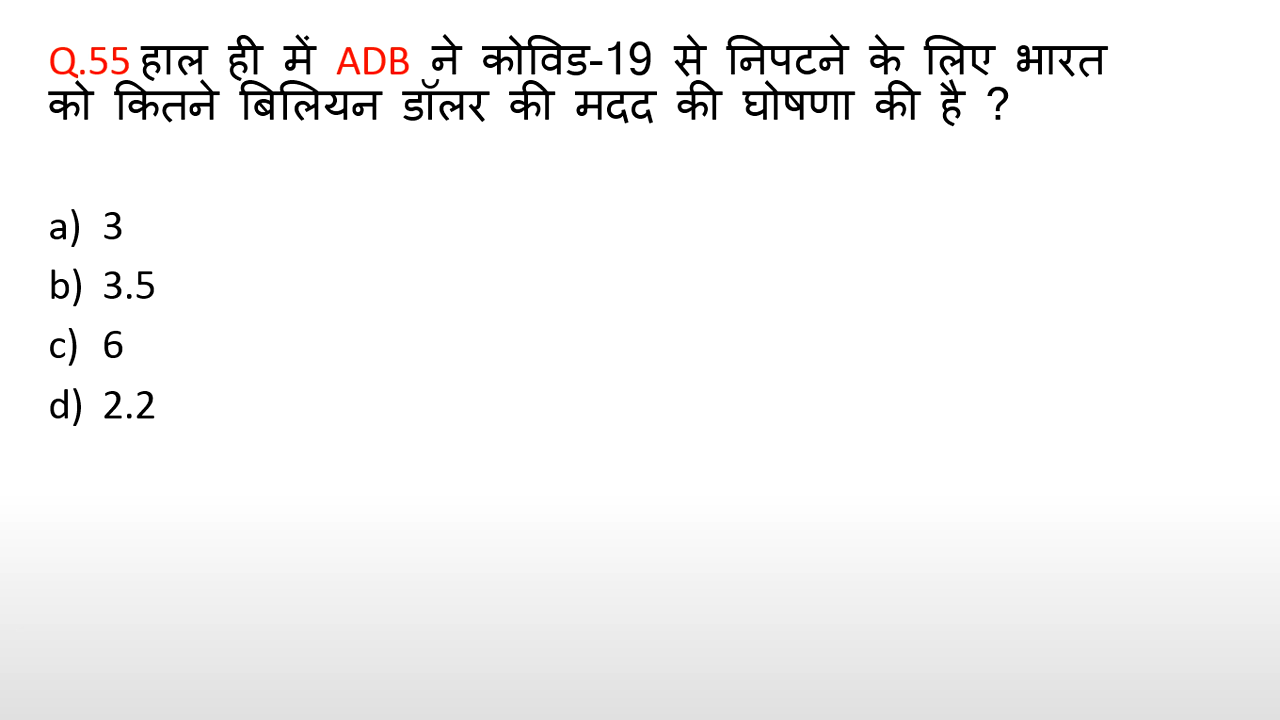 Q.55 हाल ही में ADB ने कोविड-19 से निपटने के लिए भारत
को कितने बिलियन डॉलर की मदद की घोषणा की है ?
a) 3
b) 3.5
c) 6
d) 2.2